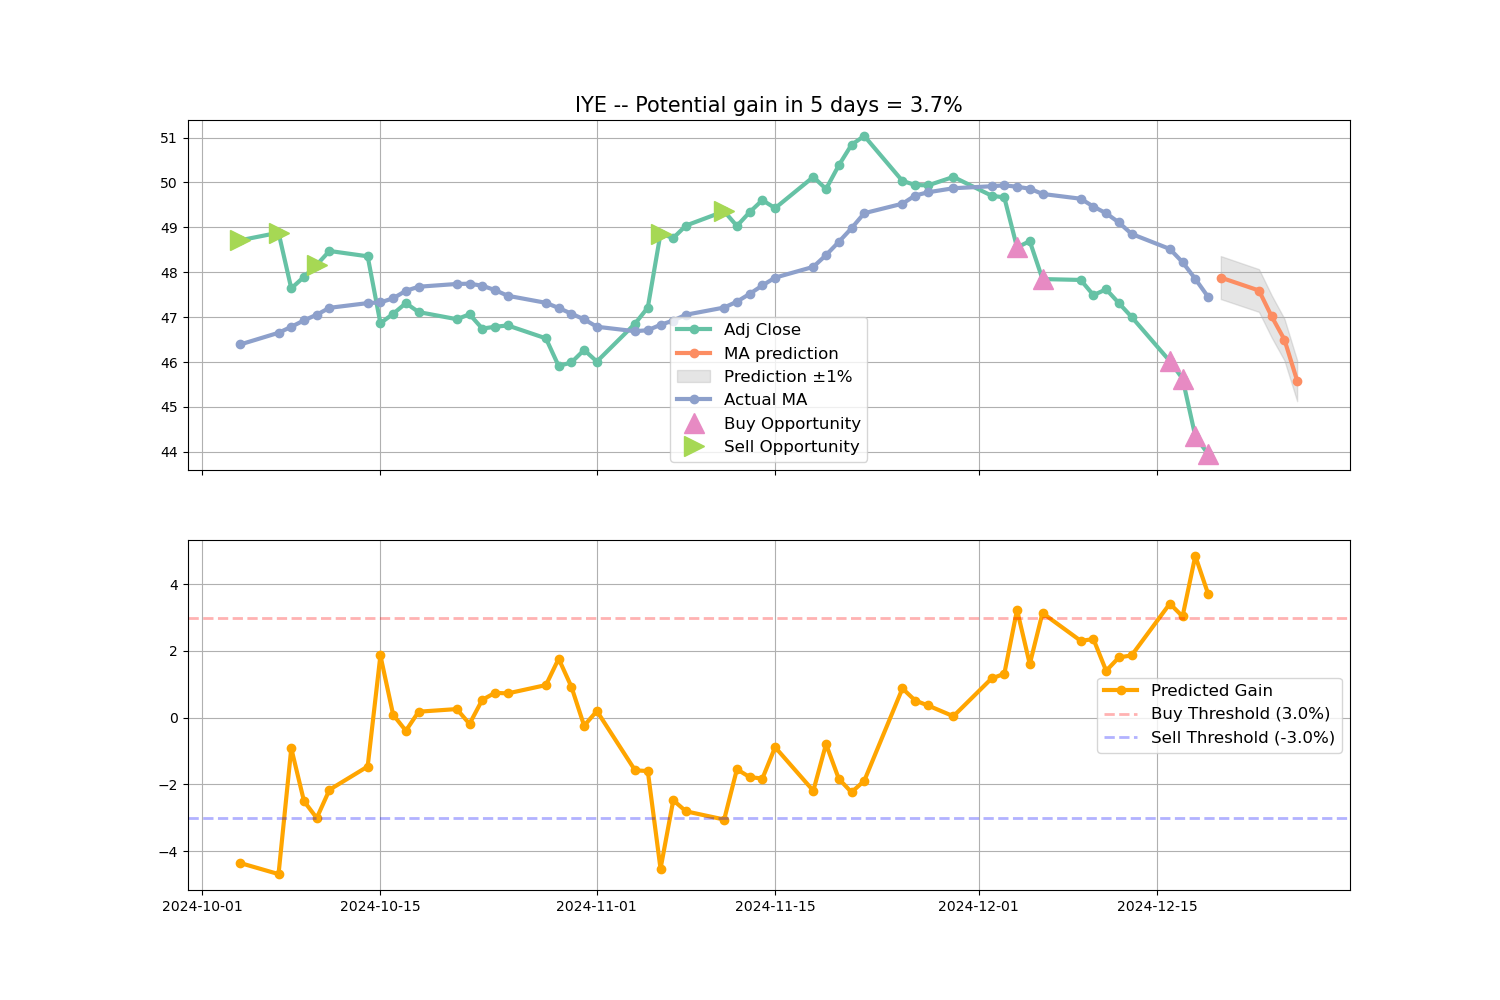 IYE -- Potential gain in 5 days = 3.7%
51
50
49
48
47
46
45
44
Adj Close
MA prediction
Prediction ±1%
Actual MA
Buy Opportunity
Sell Opportunity
4
2
0
−2
−4
Predicted Gain
Buy Threshold (3.0%)
Sell Threshold (-3.0%)
2024-10-01
2024-10-15
2024-11-01
2024-11-15
2024-12-01
2024-12-15